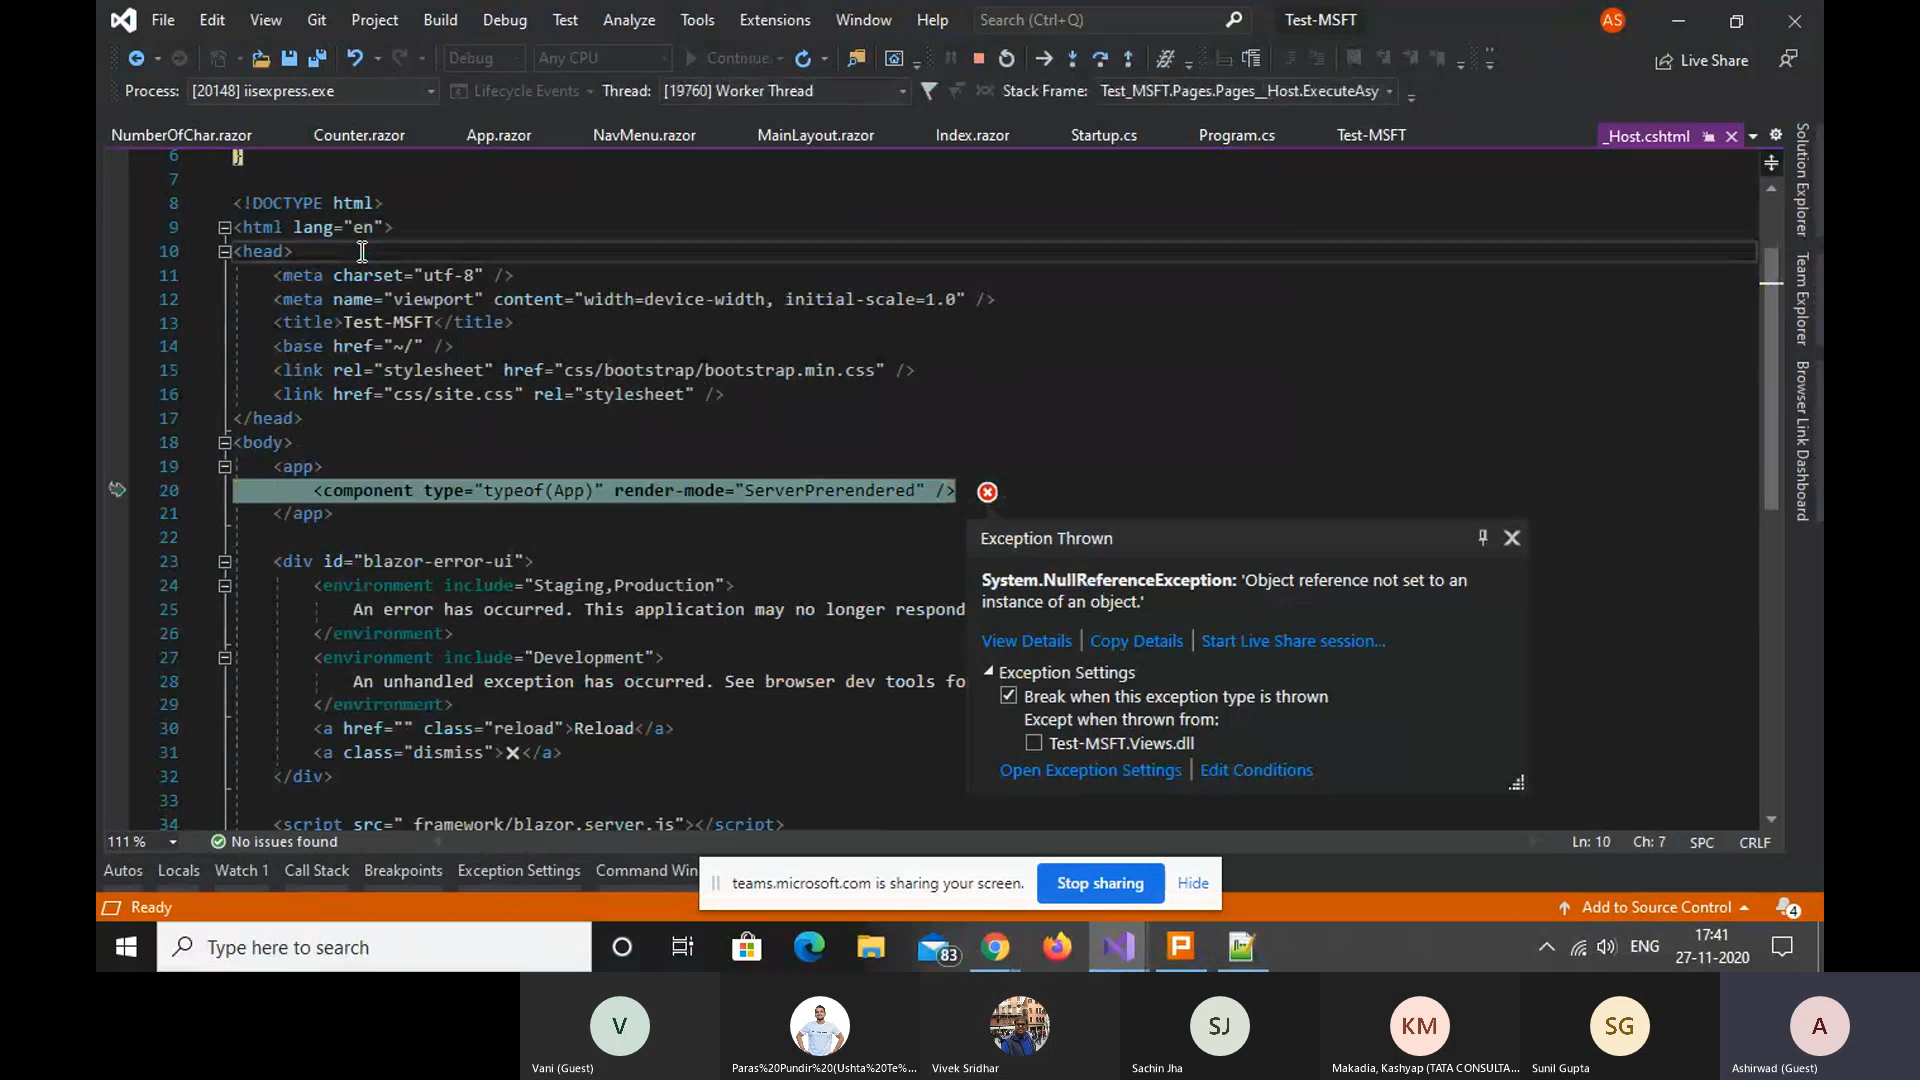 File Edit View Git Project Build Debug Test Analyze Tools Extensions Window Help Search (Ctrl+Q) Test-MSFT AS
Debug Any CPU Continue Live Share
Process: [20148] iisexpress.exe Lifecycle Events Thread: [19760] Worker Thread Stack Frame: Test_MSFT.Pages.Pages__Host.ExecuteAsy
NumberOfChar.razor Counter.razor App.razor NavMenu.razor MainLayout.razor Index.razor Startup.cs Program.cs Test-MSFT _Host.cshtml
6 }
7
8 <!DOCTYPE html>
9 <html lang="en">
10 <head>
11 <meta charset="utf-8" />
12 <meta name="viewport" content="width=device-width, initial-scale=1.0" />
13 <title>Test-MSFT</title>
14 <base href="~/" />
15 <link rel="stylesheet" href="css/bootstrap/bootstrap.min.css" />
16 <link href="css/site.css" rel="stylesheet" />
17 </head>
18 <body>
19 <app>
20 <component type="typeof(App)" render-mode="ServerPrerendered" />
21 </app>
22
23 <div id="blazor-error-ui">
24 <environment include="Staging,Production">
25 An error has occurred. This application may no longer respond
26 </environment>
27 <environment include="Development">
28 An unhandled exception has occurred. See browser dev tools fo
29 </environment>
30 <a href="" class="reload">Reload</a>
31 <a class="dismiss">🗙</a>
32 </div>
33
34 <script src="_framework/blazor.server.js"></script>
Exception Thrown
System.NullReferenceException: 'Object reference not set to an
instance of an object.'
View Details | Copy Details | Start Live Share session...
Exception Settings
Break when this exception type is thrown
Except when thrown from:
Test-MSFT.Views.dll
Open Exception Settings | Edit Conditions
Solution Explorer
Team Explorer
Browser Link Dashboard
111 % No issues found Ln: 10 Ch: 7 SPC CRLF
Autos Locals Watch 1 Call Stack Breakpoints Exception Settings Command Win
teams.microsoft.com is sharing your screen. Stop sharing Hide
Ready Add to Source Control 4
Type here to search 83 ENG 17:41
27-11-2020
V KM SJ SG A
Vani (Guest) Paras%20Pundir%20(Ushta%20Te%... Vivek Sridhar Sachin Jha Makadia, Kashyap (TATA CONSULTA... Sunil Gupta Ashirwad (Guest)